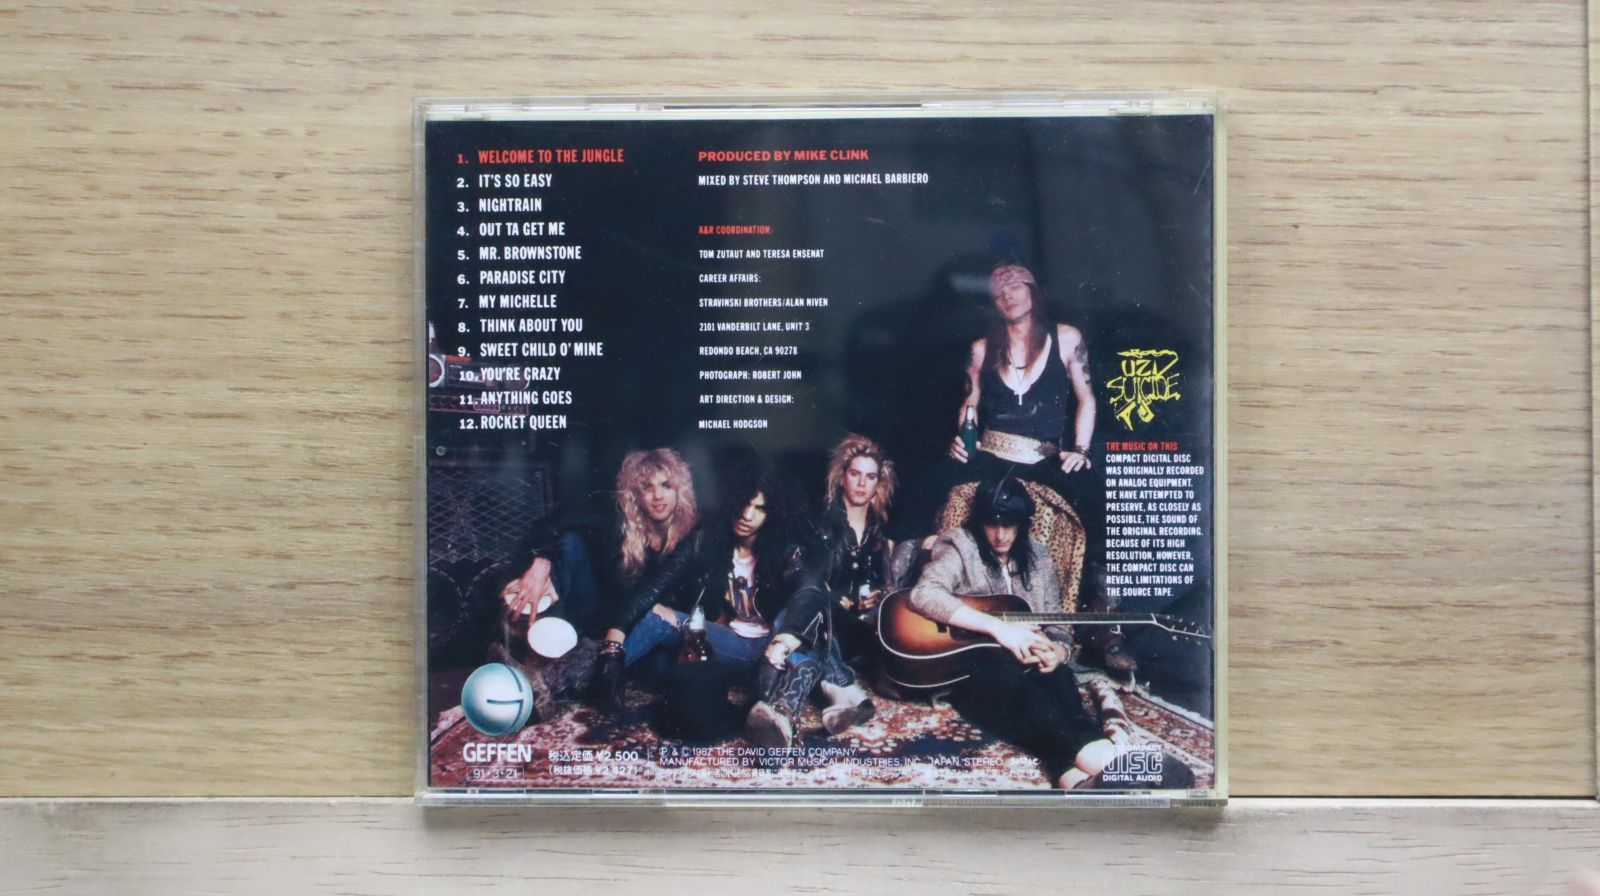 1. WELCOME TO THE JUNGLE
2. IT'S SO EASY
3. NIGHTRAIN
4. OUT TA GET ME
5. MR. BROWNSTONE
6. PARADISE CITY
7. MY MICHELLE
8. THINK ABOUT YOU
9. SWEET CHILD O' MINE
10. YOU'RE CRAZY
11. ANYTHING GOES
12. ROCKET QUEEN
PRODUCED BY MIKE CLINK
MIXED BY STEVE THOMPSON AND MICHAEL BARBIERO
A&R COORDINATION:
TOM ZUTAUT AND TERESA ENSENAT
CAREER AFFAIRS:
STRAVINSKI BROTHERS/ALAN NIVEN
2101 VANDERBILT LANE, UNIT 3
REDONDO BEACH, CA 90278
PHOTOGRAPH: ROBERT JOHN
ART DIRECTION & DESIGN:
MICHAEL HODGSON
UZI
SUICIDE
THE MUSIC ON THIS
COMPACT DIGITAL DISC
WAS ORIGINALLY RECORDED
ON ANALOG EQUIPMENT.
WE HAVE ATTEMPTED TO
PRESERVE, AS CLOSELY AS
POSSIBLE, THE SOUND OF
THE ORIGINAL RECORDING.
BECAUSE OF ITS HIGH
RESOLUTION, HOWEVER,
THE COMPACT DISC CAN
REVEAL LIMITATIONS OF
THE SOURCE TAPE.
GEFFEN
91・3・21
税込定価 ¥2,500
(税抜価格 ¥2,427)
P. & C 1987 THE DAVID GEFFEN COMPANY.
MANUFACTURED BY VICTOR MUSICAL INDUSTRIES, INC. JAPAN. STEREO
COMPACT
disc
DIGITAL AUDIO